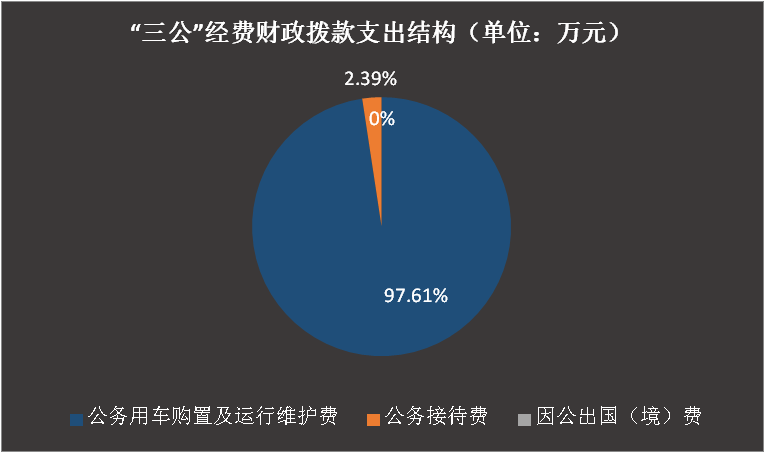 “三公”经费财政拨款支出结构（单位：万元）
2.39%
0%
97.61%
公务用车购置及运行维护费 公务接待费 因公出国（境）费